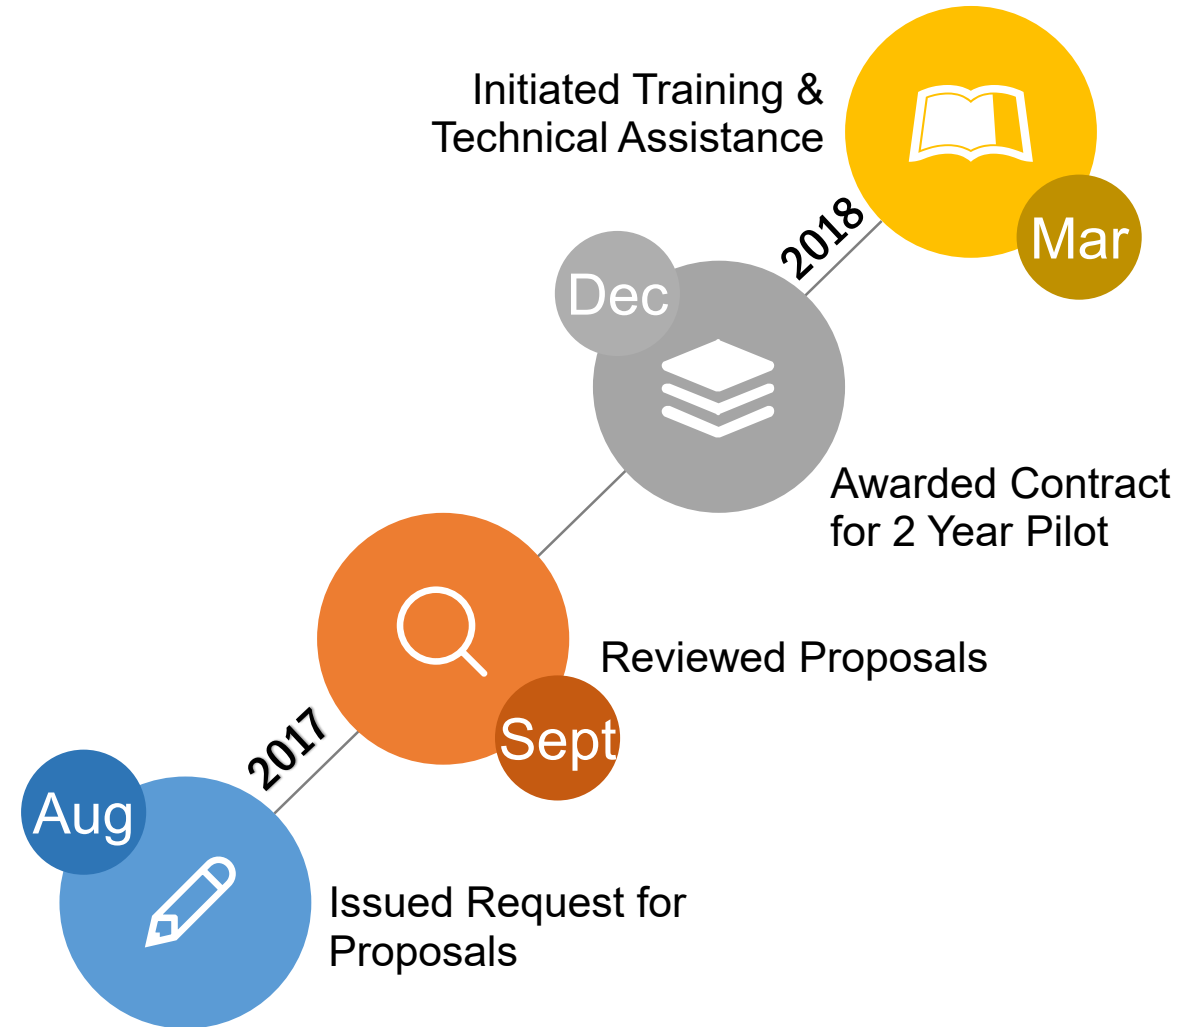 Initiated Training &
Technical Assistance
Mar
2018
Dec
Awarded Contract
for 2 Year Pilot
Reviewed Proposals
Sept
2017
Aug
Issued Request for
Proposals